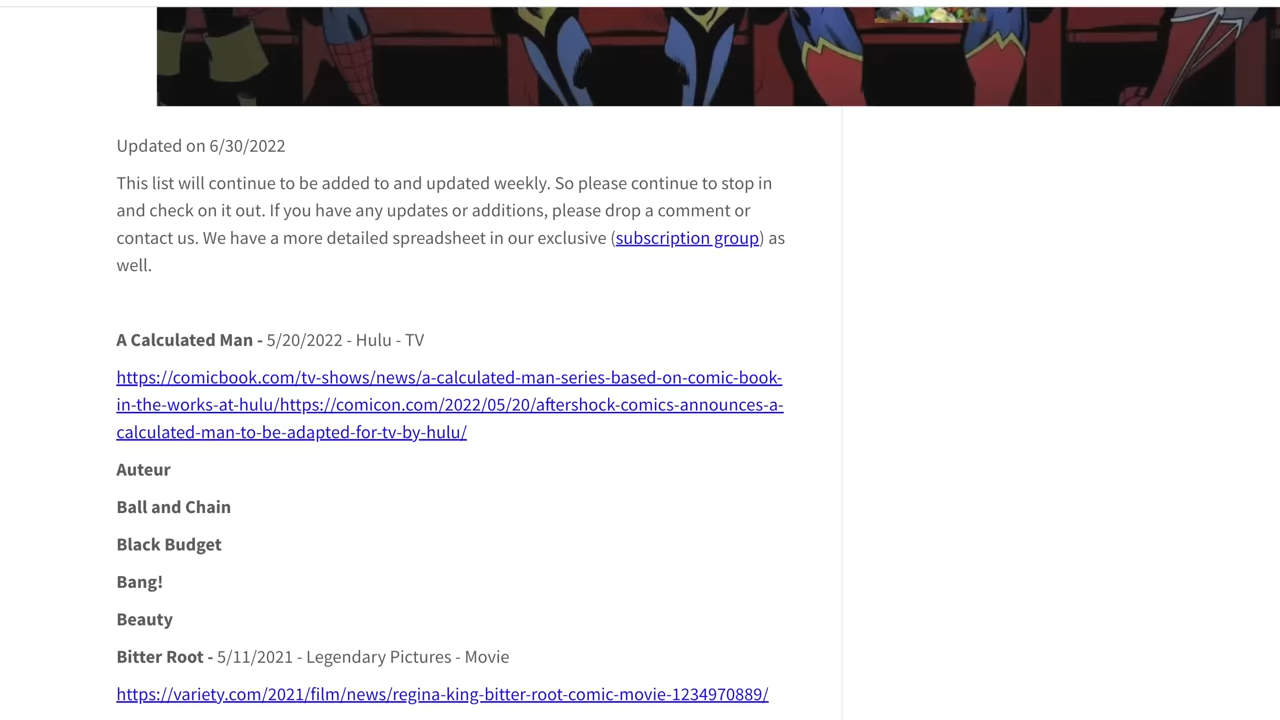 Updated on 6/30/2022
This list will continue to be added to and updated weekly. So please continue to stop in
and check on it out. If you have any updates or additions, please drop a comment or
contact us. We have a more detailed spreadsheet in our exclusive (subscription group) as
well.
A Calculated Man - 5/20/2022 - Hulu - TV
https://comicbook.com/tv-shows/news/a-calculated-man-series-based-on-comic-book-
in-the-works-at-hulu/https://comicon.com/2022/05/20/aftershock-comics-announces-a-
calculated-man-to-be-adapted-for-tv-by-hulu/
Auteur
Ball and Chain
Black Budget
Bang!
Beauty
Bitter Root - 5/11/2021 - Legendary Pictures - Movie
https://variety.com/2021/film/news/regina-king-bitter-root-comic-movie-1234970889/